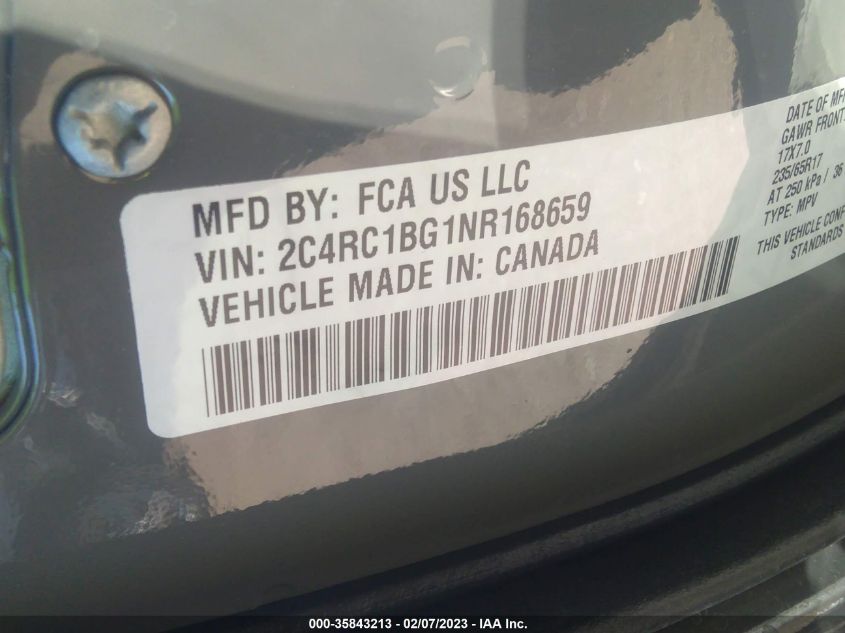 MFD BY: FCA US LLC
VIN: 2C4RC1BG1NR168659
VEHICLE MADE IN: CANADA
DATE OF MF
GAWR FRONT
17X7.0
235/65R17
AT 250 kPa / 36
TYPE: MPV
THIS VEHICLE CONF
STANDARDS
000-35843213 - 02/07/2023 - IAA Inc.